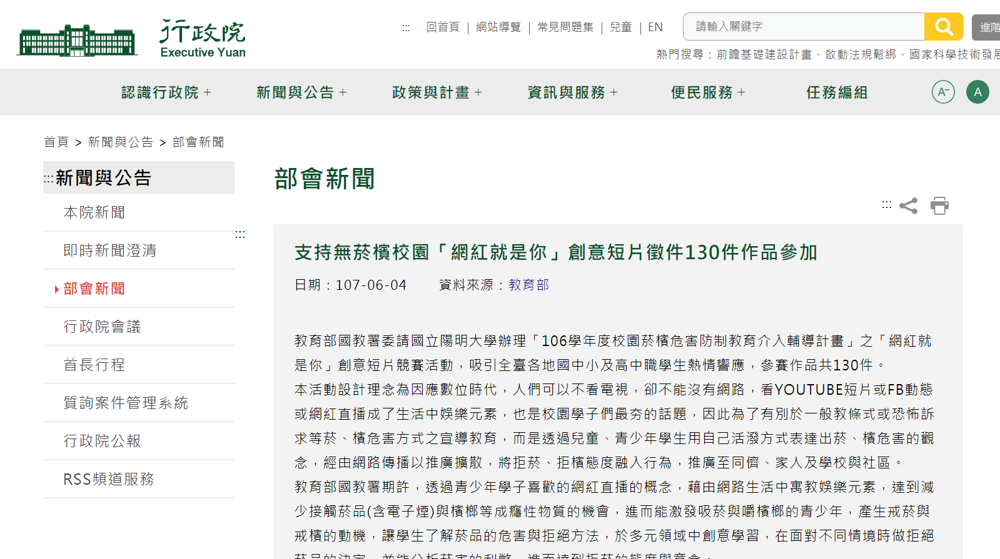 行政院
Executive Yuan
::: 回首頁 | 網站導覽 | 常見問題集 | 兒童 | EN
請輸入關鍵字
進階
熱門搜尋：前瞻基礎建設計畫、啟動法規鬆綁、國家科學技術發展
認識行政院+ 新聞與公告+ 政策與計畫+ 資訊與服務+ 便民服務+ 任務編組 A- A
首頁 > 新聞與公告 > 部會新聞
:::新聞與公告
本院新聞
即時新聞澄清
部會新聞
行政院會議
首長行程
質詢案件管理系統
行政院公報
RSS頻道服務
:::
部會新聞
:::
支持無菸檳校園「網紅就是你」創意短片徵件130件作品參加
日期：107-06-04 資料來源：教育部
教育部國教署委請國立陽明大學辦理「106學年度校園菸檳危害防制教育介入輔導計畫」之「網紅就
是你」創意短片競賽活動，吸引全臺各地國中小及高中職學生熱情響應，參賽作品共130件。
本活動設計理念為因應數位時代，人們可以不看電視，卻不能沒有網路，看YOUTUBE短片或FB動態
或網紅直播成了生活中娛樂元素，也是校園學子們最夯的話題，因此為了有別於一般教條式或恐怖訴
求等菸、檳危害方式之宣導教育，而是透過兒童、青少年學生用自己活潑方式表達出菸、檳危害的觀
念，經由網路傳播以推廣擴散，將拒菸、拒檳態度融入行為，推廣至同儕、家人及學校與社區。
教育部國教署期許，透過青少年學子喜歡的網紅直播的概念，藉由網路生活中寓教娛樂元素，達到減
少接觸菸品(含電子煙)與檳榔等成癮性物質的機會，進而能激發吸菸與嚼檳榔的青少年，產生戒菸與
戒檳的動機，讓學生了解菸品的危害與拒絕方法，於多元領域中創意學習，在面對不同情境時做拒絕
菸品的決定，並能分析菸害的利弊，進而達到拒菸的態度與意念。